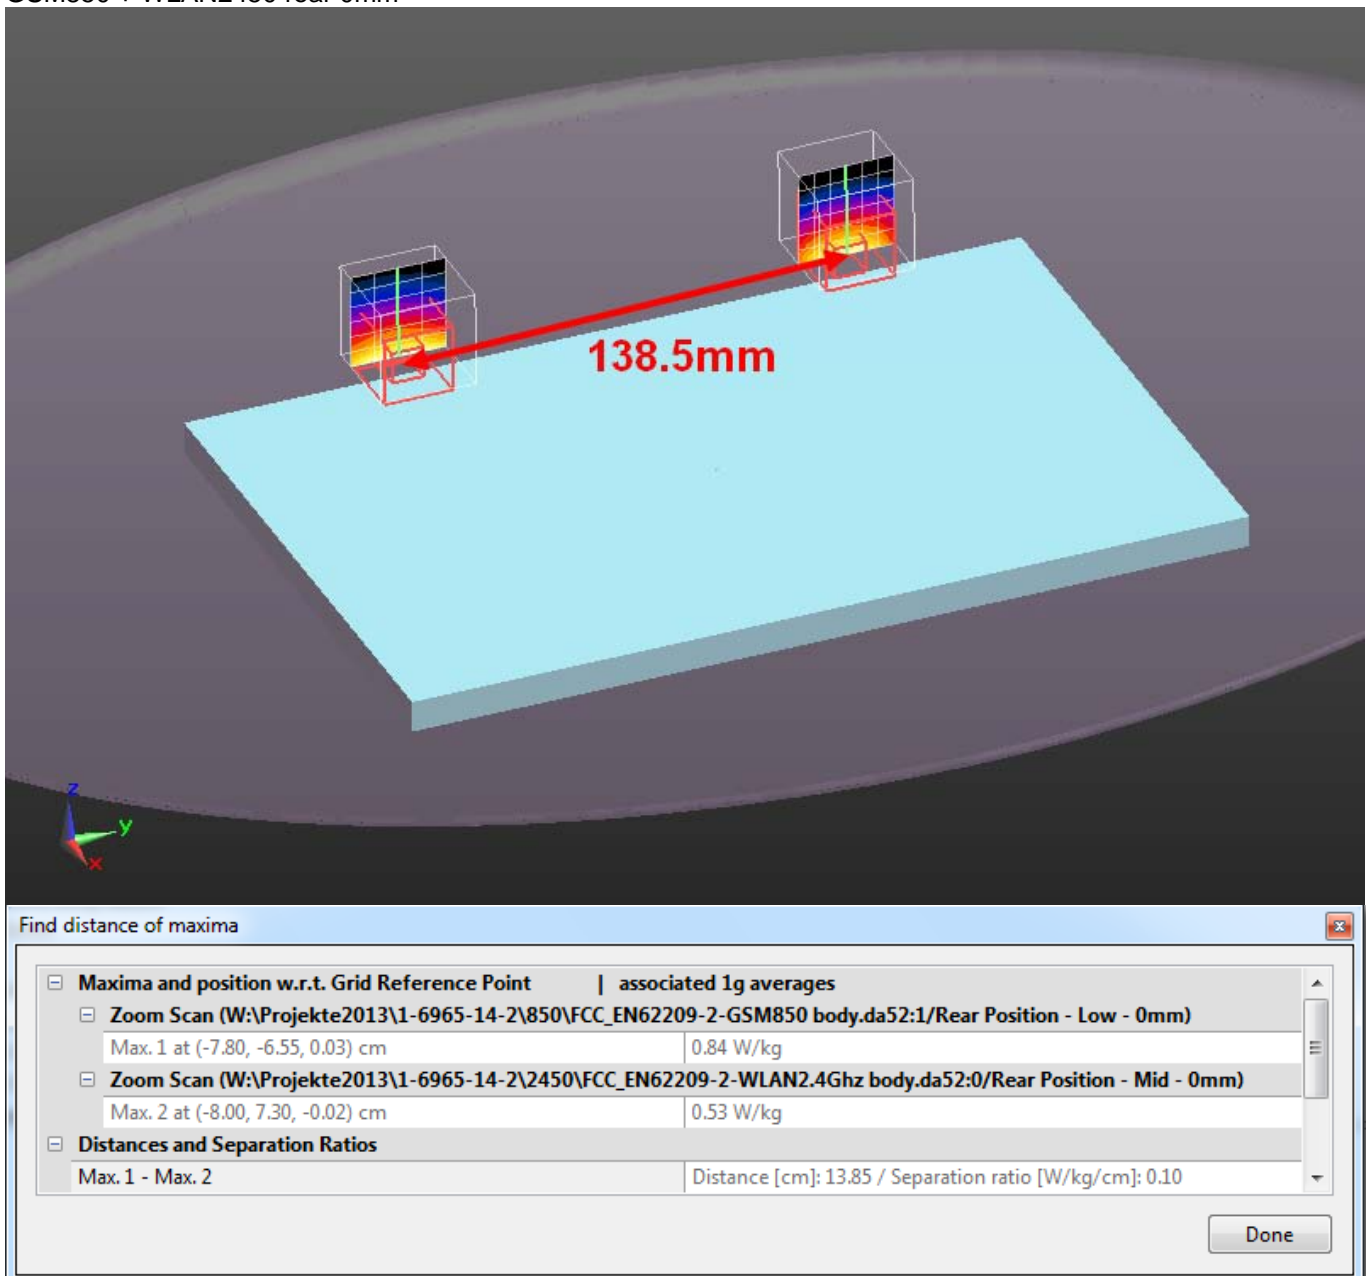 GSM850 + WLAN2450 rear 0mm
138.5mm
z
y
x
Find distance of maxima
Maxima and position w.r.t. Grid Reference Point | associated 1g averages
Zoom Scan (W:\Projekte2013\1-6965-14-2\850\FCC_EN62209-2-GSM850 body.da52:1/Rear Position - Low - 0mm)
Max. 1 at (-7.80, -6.55, 0.03) cm 0.84 W/kg
Zoom Scan (W:\Projekte2013\1-6965-14-2\2450\FCC_EN62209-2-WLAN2.4Ghz body.da52:0/Rear Position - Mid - 0mm)
Max. 2 at (-8.00, 7.30, -0.02) cm 0.53 W/kg
Distances and Separation Ratios
Max. 1 - Max. 2 Distance [cm]: 13.85 / Separation ratio [W/kg/cm]: 0.10
Done